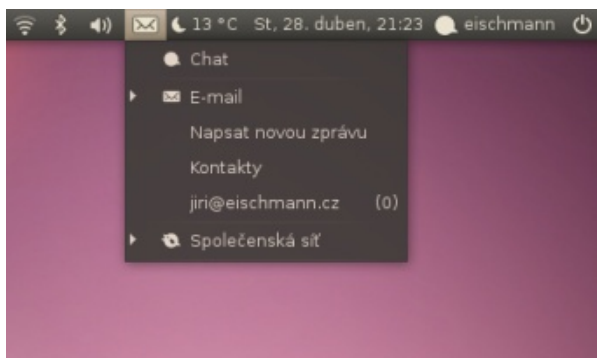 13 °C St, 28. duben, 21:23 eischmann
Chat
E-mail
Napsat novou zprávu
Kontakty
jiri@eischmann.cz (0)
Společenská síť